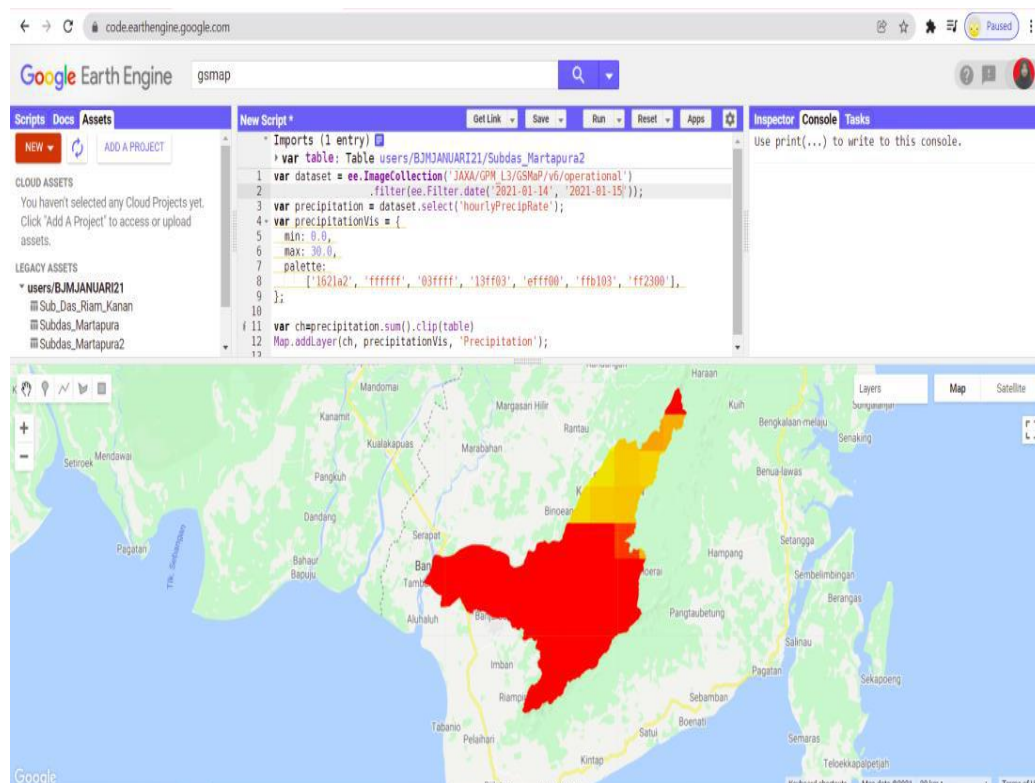 code.earthengine.google.com
Paused
Google Earth Engine
gsmap
Scripts Docs Assets
NEW
ADD A PROJECT
CLOUD ASSETS
You haven't selected any Cloud Projects yet.
Click 'Add A Project' to access or upload
assets.
LEGACY ASSETS
users/BJMJANUARI21
Sub_Das_Riam_Kanan
Subdas_Martapura
Subdas_Martapura2
New Script *
Get Link
Save
Run
Reset
Apps
Imports (1 entry)
var table: Table users/BJMJANUARI21/Subdas_Martapura2
1 var dataset = ee.ImageCollection('JAXA/GPM_L3/GSMaP/v6/operational')
2 .filter(ee.Filter.date('2021-01-14', '2021-01-15'));
3 var precipitation = dataset.select('hourlyPrecipRate');
4 var precipitationVis = {
5 min: 0.0,
6 max: 30.0,
7 palette:
8 ['1621a2', 'ffffff', '03ffff', '13ff03', 'efff00', 'ffb103', 'ff2300'],
9 };
10
i 11 var ch=precipitation.sum().clip(table)
12 Map.addLayer(ch, precipitationVis, 'Precipitation');
13
Inspector Console Tasks
Use print(...) to write to this console.
Layers
Map
Satellite
Haraan
Mandomai
Margasan Hilir
Kuih
Kanamit
Rantau
Bengkalaan-melaju
Senaking
Kualakapuas
Marabahan
Setiroek
Mendawai
Benua-lawas
Pangkuh
Binoean
Dandang
Serapat
Setangga
Pagatan
Hampang
Bahaur
Bapuju
Ban
Tamb
oerai
Sembelimbingan
Berangas
Aluhaluh
Banj
Pangtaubetung
Tlk. Sebangan
Salinau
Imban
Pagatan
Sekapoeng
Riamp
Sebamban
Tabanio
Boenati
Satui
Pelaihari
Semaras
Kintap
Teloekkapalpetjah
Google